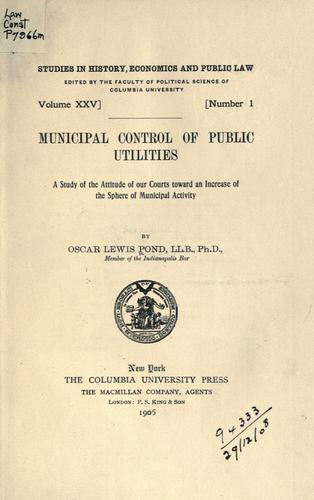 Law
Const
P7966m
STUDIES IN HISTORY, ECONOMICS AND PUBLIC LAW
EDITED BY THE FACULTY OF POLITICAL SCIENCE OF
COLUMBIA UNIVERSITY
Volume XXV] [Number 1
MUNICIPAL CONTROL OF PUBLIC
UTILITIES
A Study of the Attitude of our Courts toward an Increase of
the Sphere of Municipal Activity
BY
OSCAR LEWIS POND, LL.B., Ph.D.,
Member of the Indianapolis Bar
New York
THE COLUMBIA UNIVERSITY PRESS
THE MACMILLAN COMPANY, AGENTS
LONDON: P. S. KING & SON
1906
94333
29/12/08